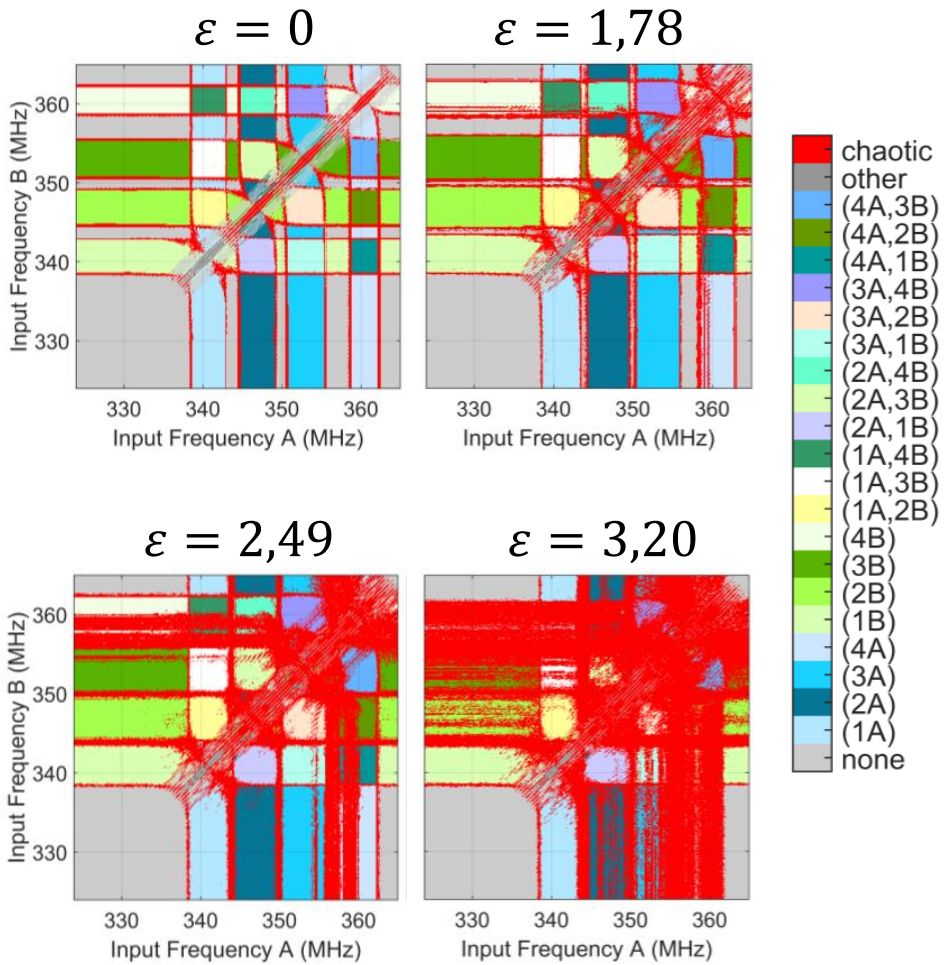 ε = 0
ε = 1,78
360
350
340
330
Input Frequency B (MHz)
330
340
350
360
Input Frequency A (MHz)
360
350
340
330
330
340
350
360
Input Frequency A (MHz)
ε = 2,49
ε = 3,20
360
350
340
330
Input Frequency B (MHz)
330
340
350
360
Input Frequency A (MHz)
360
350
340
330
330
340
350
360
Input Frequency A (MHz)
chaotic
other
(4A,3B)
(4A,2B)
(4A,1B)
(3A,4B)
(3A,2B)
(3A,1B)
(2A,4B)
(2A,3B)
(2A,1B)
(1A,4B)
(1A,3B)
(1A,2B)
4B)
(3B)
(2B)
(1B)
(4A)
(3A)
(2A)
(1A)
none